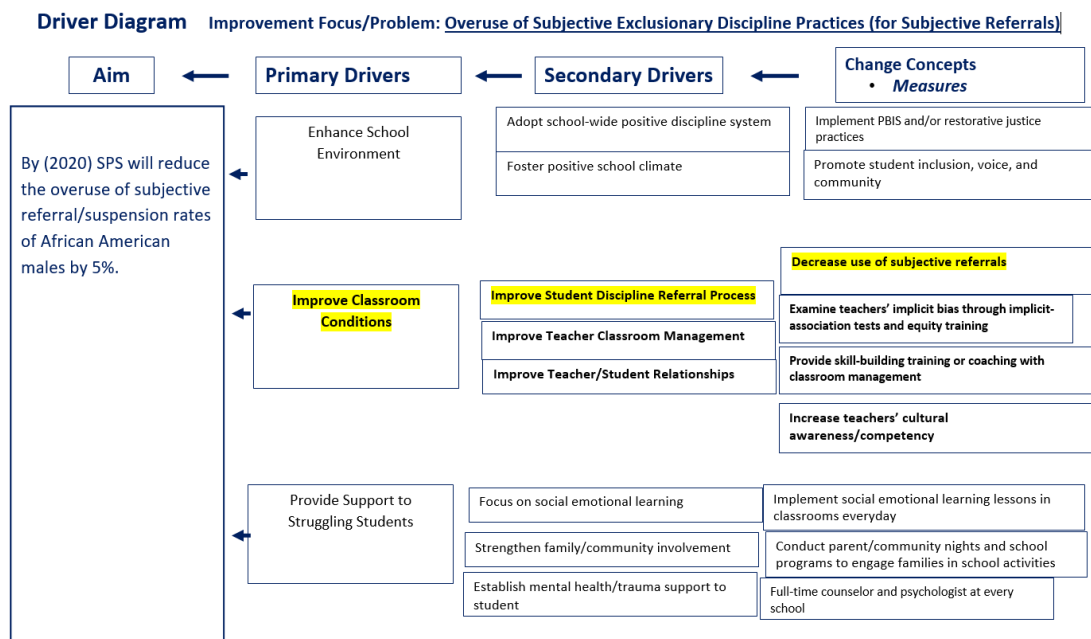 Driver Diagram Improvement Focus/Problem: Overuse of Subjective Exclusionary Discipline Practices (for Subjective Referrals)
Aim
Primary Drivers
Secondary Drivers
Change Concepts
• Measures
By (2020) SPS will reduce
the overuse of subjective
referral/suspension rates
of African American
males by 5%.
Enhance School
Environment
Adopt school-wide positive discipline system
Foster positive school climate
Implement PBIS and/or restorative justice
practices
Promote student inclusion, voice, and
community
Improve Classroom
Conditions
Improve Student Discipline Referral Process
Improve Teacher Classroom Management
Improve Teacher/Student Relationships
Decrease use of subjective referrals
Examine teachers’ implicit bias through implicit-
association tests and equity training
Provide skill-building training or coaching with
classroom management
Increase teachers’ cultural
awareness/competency
Provide Support to
Struggling Students
Focus on social emotional learning
Strengthen family/community involvement
Establish mental health/trauma support to
student
Implement social emotional learning lessons in
classrooms everyday
Conduct parent/community nights and school
programs to engage families in school activities
Full-time counselor and psychologist at every
school